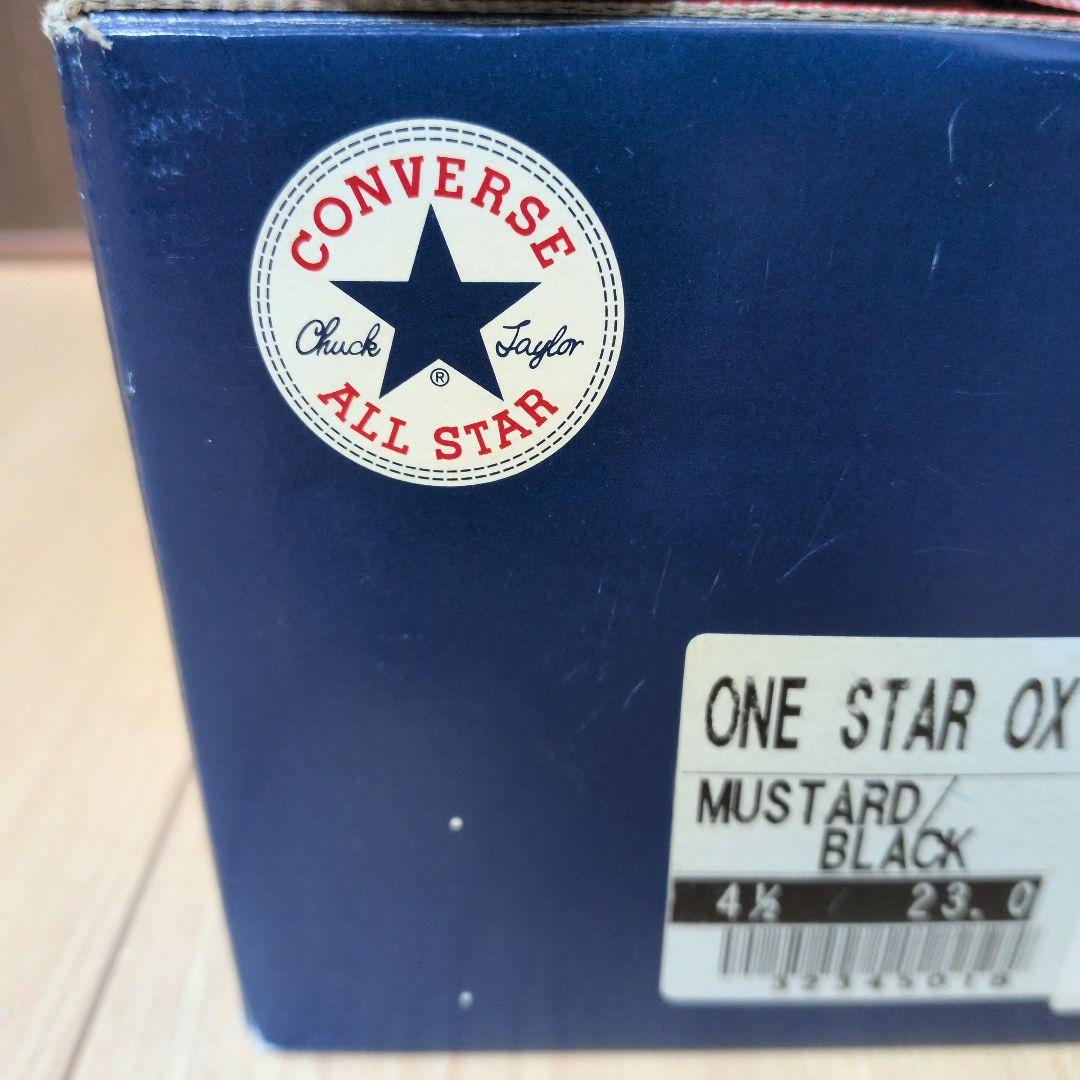 CONVERSE
Chuck Taylor
®
ALL STAR
ONE STAR OX
MUSTARD/
BLACK
4½ 23.0